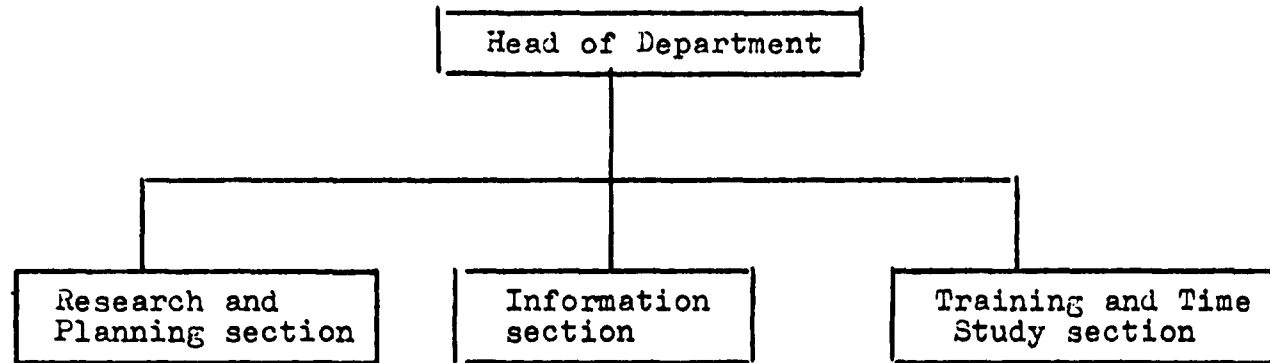 Head of Department
Research and
Planning section
Information
section
Training and Time
Study section